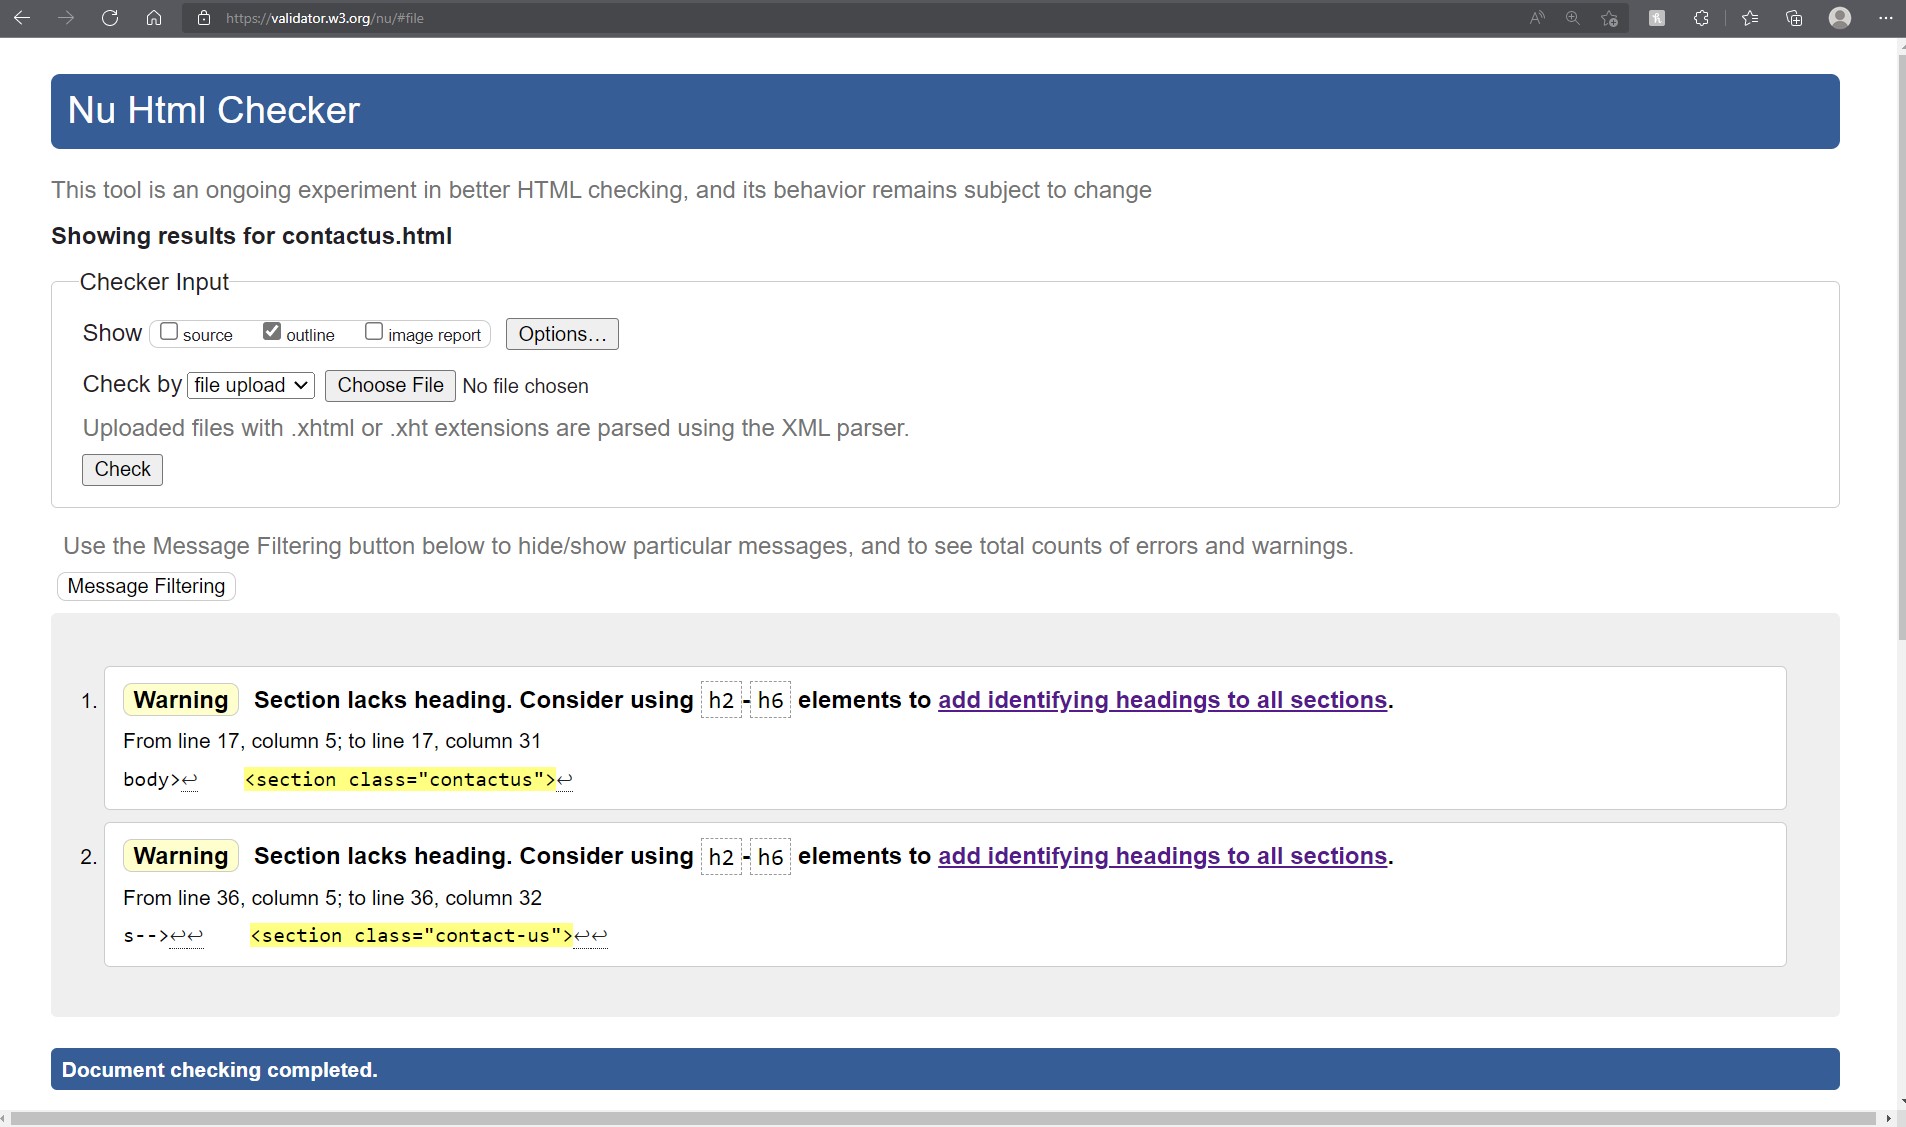 https://validator.w3.org/nu/#file
Nu Html Checker
This tool is an ongoing experiment in better HTML checking, and its behavior remains subject to change
Showing results for contactus.html
Checker Input
Show source outline image report Options...
Check by file upload Choose File No file chosen
Uploaded files with .xhtml or .xht extensions are parsed using the XML parser.
Check
Use the Message Filtering button below to hide/show particular messages, and to see total counts of errors and warnings.
Message Filtering
1. Warning Section lacks heading. Consider using h2-h6 elements to add identifying headings to all sections.
From line 17, column 5; to line 17, column 31
body>↩ <section class="contactus">↩
2. Warning Section lacks heading. Consider using h2-h6 elements to add identifying headings to all sections.
From line 36, column 5; to line 36, column 32
s-->↩↩ <section class="contact-us">↩↩
Document checking completed.